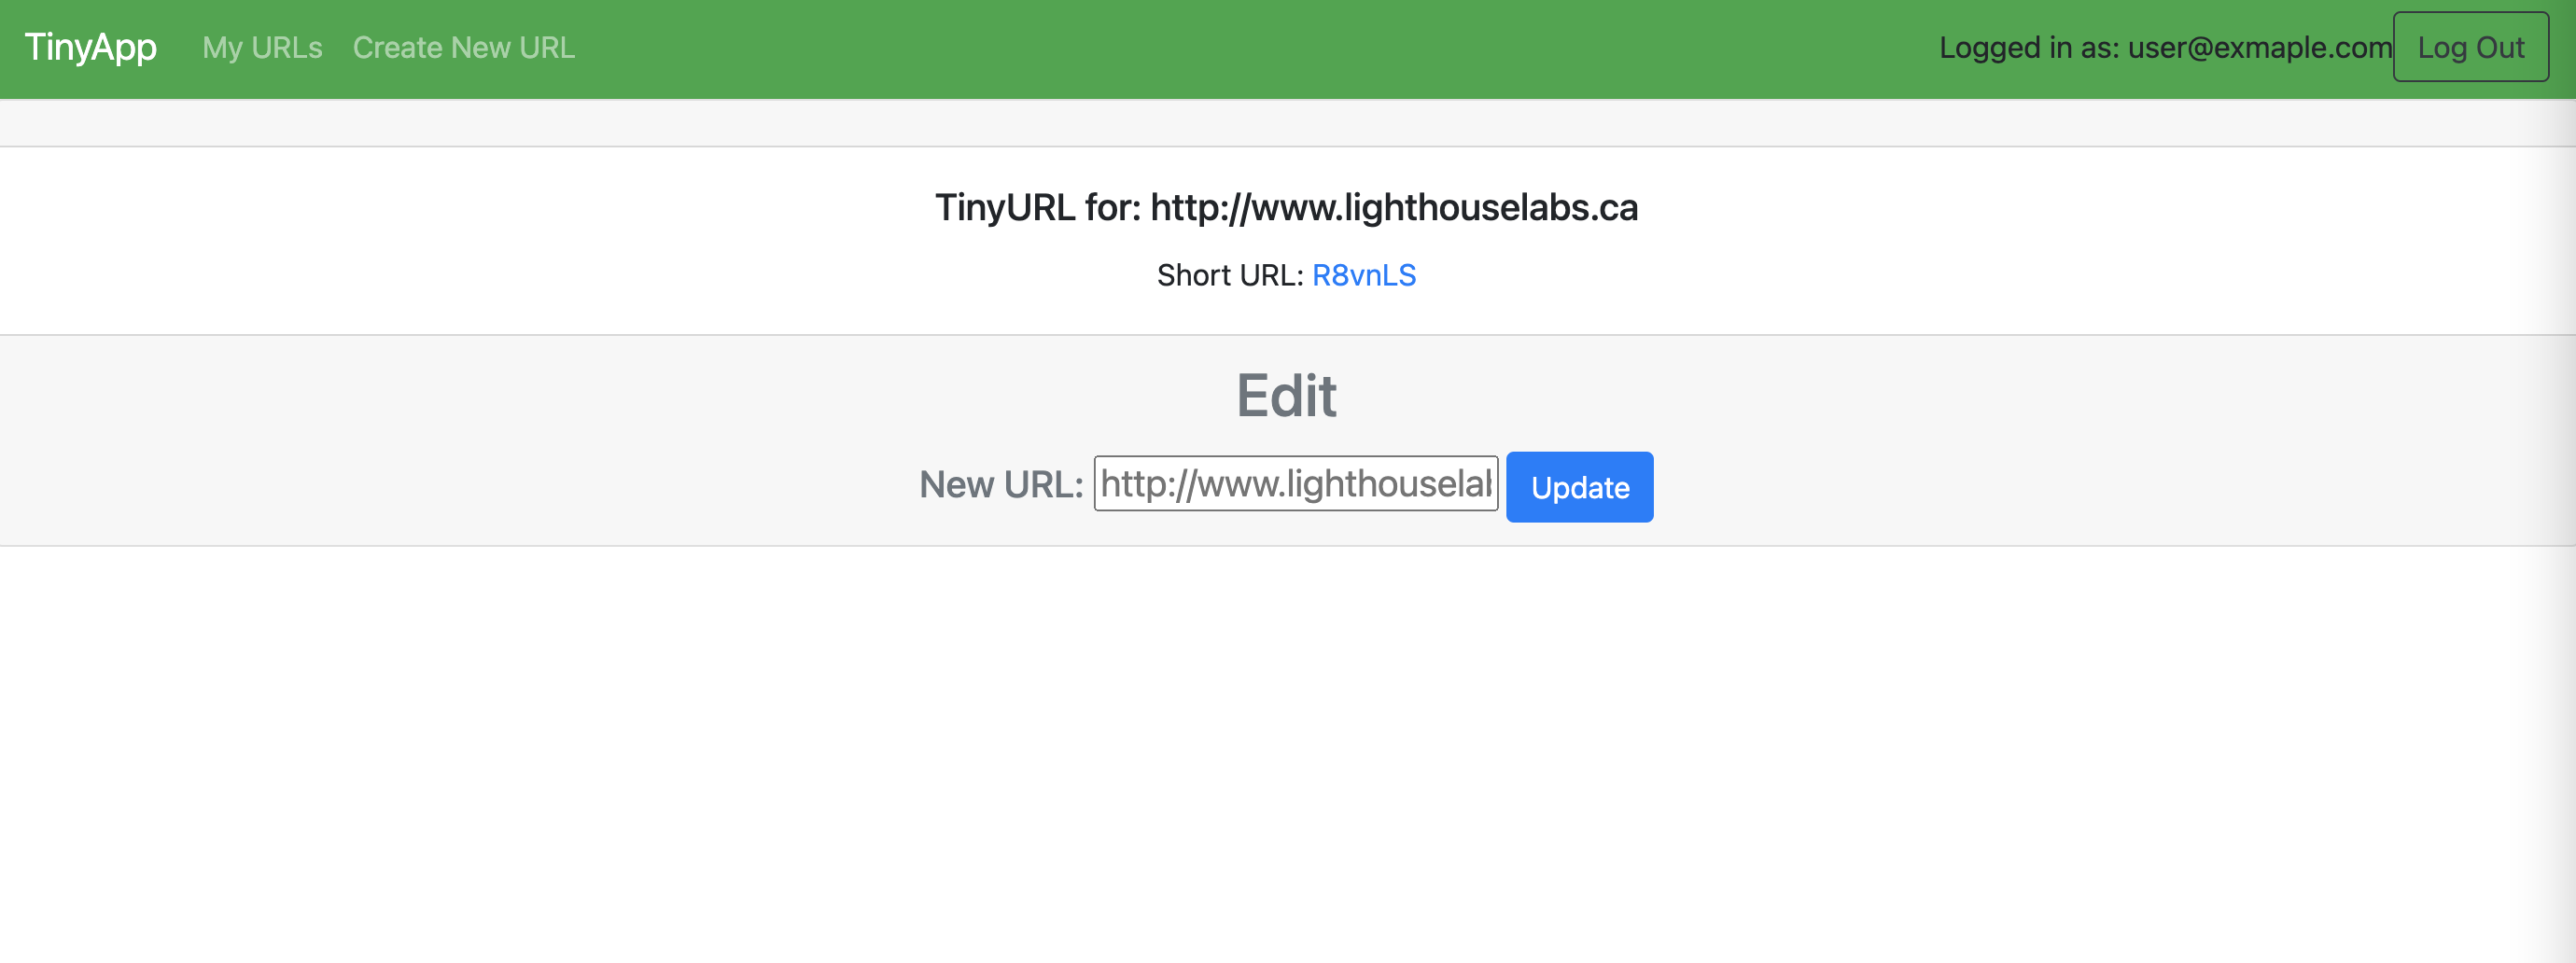 TinyApp My URLs Create New URL Logged in as: user@exmaple.com Log Out
TinyURL for: http://www.lighthouselabs.ca
Short URL: R8vnLS
Edit
New URL: http://www.lighthouselal Update